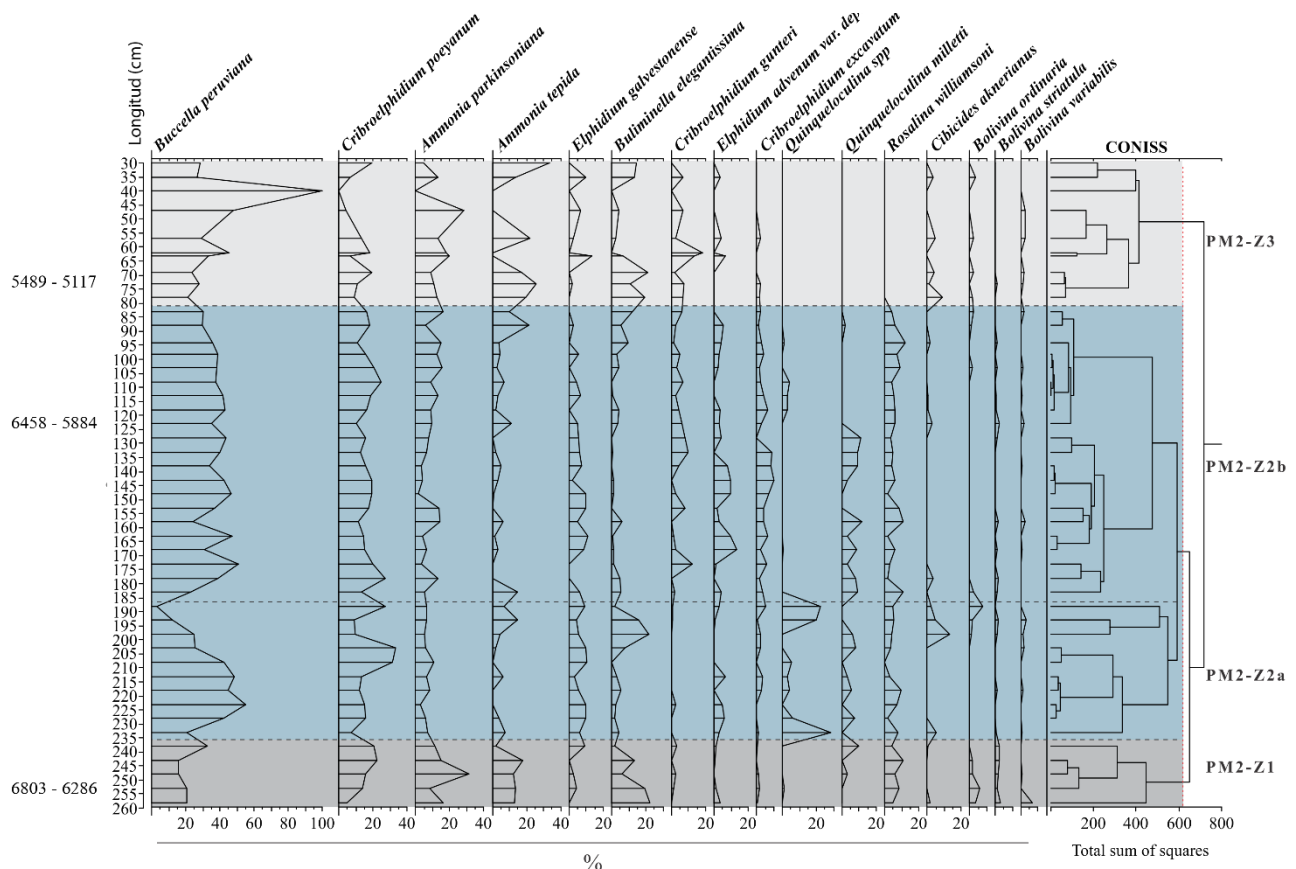 Longitud (cm)
Buccella peruviana
Cribroelphidium poeyanum
Ammonia parkinsoniana
Ammonia tepida
Elphidium galvestonense
Buliminella elegantissima
Cribroelphidium gunteri
Elphidium advenum var. dep
Cribroelphidium excavatum
Quinqueloculina spp
Quinqueloculina milletti
Rosalina williamsoni
Cibicides aknerianus
Bolivina ordinaria
Bolivina striatula
Bolivina variabilis
CONISS
30
35
40
50
60
65
70
5489 - 5117
80
85
90
95
100
105
110
115
120
6458 - 5884
125
130
135
140
145
150
155
160
165
170
175
180
185
190
195
200
205
210
215
220
225
230
235
240
245
250
6803 - 6286
255
260
PM2-Z3
PM2-Z2b
PM2-Z2a
PM2-Z1
20 40 60 80 100 20 40 20 40 20 40 20 20 20 20 20 20 20 20 20 200 400 600 800
%
Total sum of squares